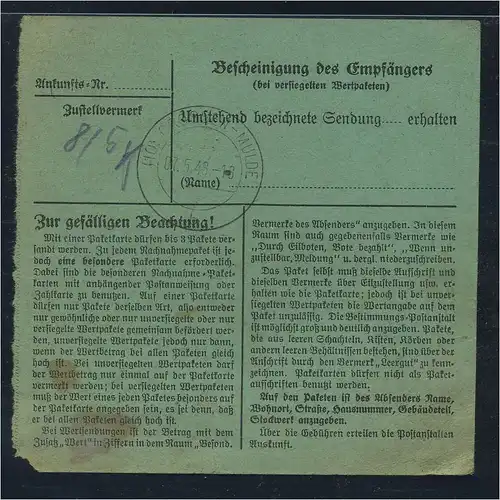 Bescheinigung des Empfängers
(bei versiegelten Wertpaketen)
Ankunfts-Nr.
Zustellvermerk
Umstehend bezeichnete Sendung..... erhalten
8/5
MULDE
(Name)
Zur gefälligen Beachtung!
Mit einer Paketkarte dürfen bis 3 Pakete ver-
sandt werden. Zu jedem Nachnahmepaket ist je-
doch eine besondere Paketkarte erforderlich.
Dabei sind die besonderen Nachnahme-Paket-
karten mit anhängender Postanweisung oder
Zahlkarte zu benutzen. Auf einer Paketkarte
dürfen nur Pakete derselben Art, also entweder
nur gewöhnliche oder nur unversiegelte oder nur
versiegelte Wertpakete gemeinsam befördert wer-
den, unversiegelte Wertpakete jedoch nur dann,
wenn der Wertbetrag bei allen Paketen gleich
hoch ist. Bei unversiegelten Wertpaketen darf
der Wertbetrag nur einmal auf der Paketkarte
vermerkt werden; bei versiegelten Wertpaketen
muß der Wert eines jeden Paketes besonders auf
der Paketkarte angegeben sein, es sei denn, daß
er bei allen Paketen gleich hoch ist.
Bei Wertsendungen ist der Betrag mit dem
Zusatz „Wert“ in Ziffern in dem Raum „Besond.
Vermerke des Absenders“ anzugeben. In diesem
Raum sind auch gegebenenfalls Vermerke wie
„Durch Eilboten, Bote bezahlt“, „Wenn un-
zustellbar, Meldung“ u. dergl. niederzuschreiben.
Das Paket selbst muß dieselbe Aufschrift und
dieselben Vermerke über Eilzustellung usw. er-
halten wie die Paketkarte; jedoch ist bei ver-
siegelten Wertpaketen die Wertangabe auf dem
Paket unzulässig. Die Bestimmungs-Postanstalt
ist möglichst groß und deutlich anzugeben. Pakete,
die aus leeren Schachteln, Kisten, Körben oder
anderen leeren Behältnissen bestehen, sind über der
Aufschrift durch den Vermerk „Leergut“ zu kenn-
zeichnen. Paketkarten dürfen nicht als Paket-
aufschriften benutzt werden.
Auf den Paketen ist des Absenders Name,
Wohnort, Straße, Hausnummer, Gebäudeteil,
Stockwerk anzugeben.
Über die Gebühren erteilen die Postanstalten
Auskunft.